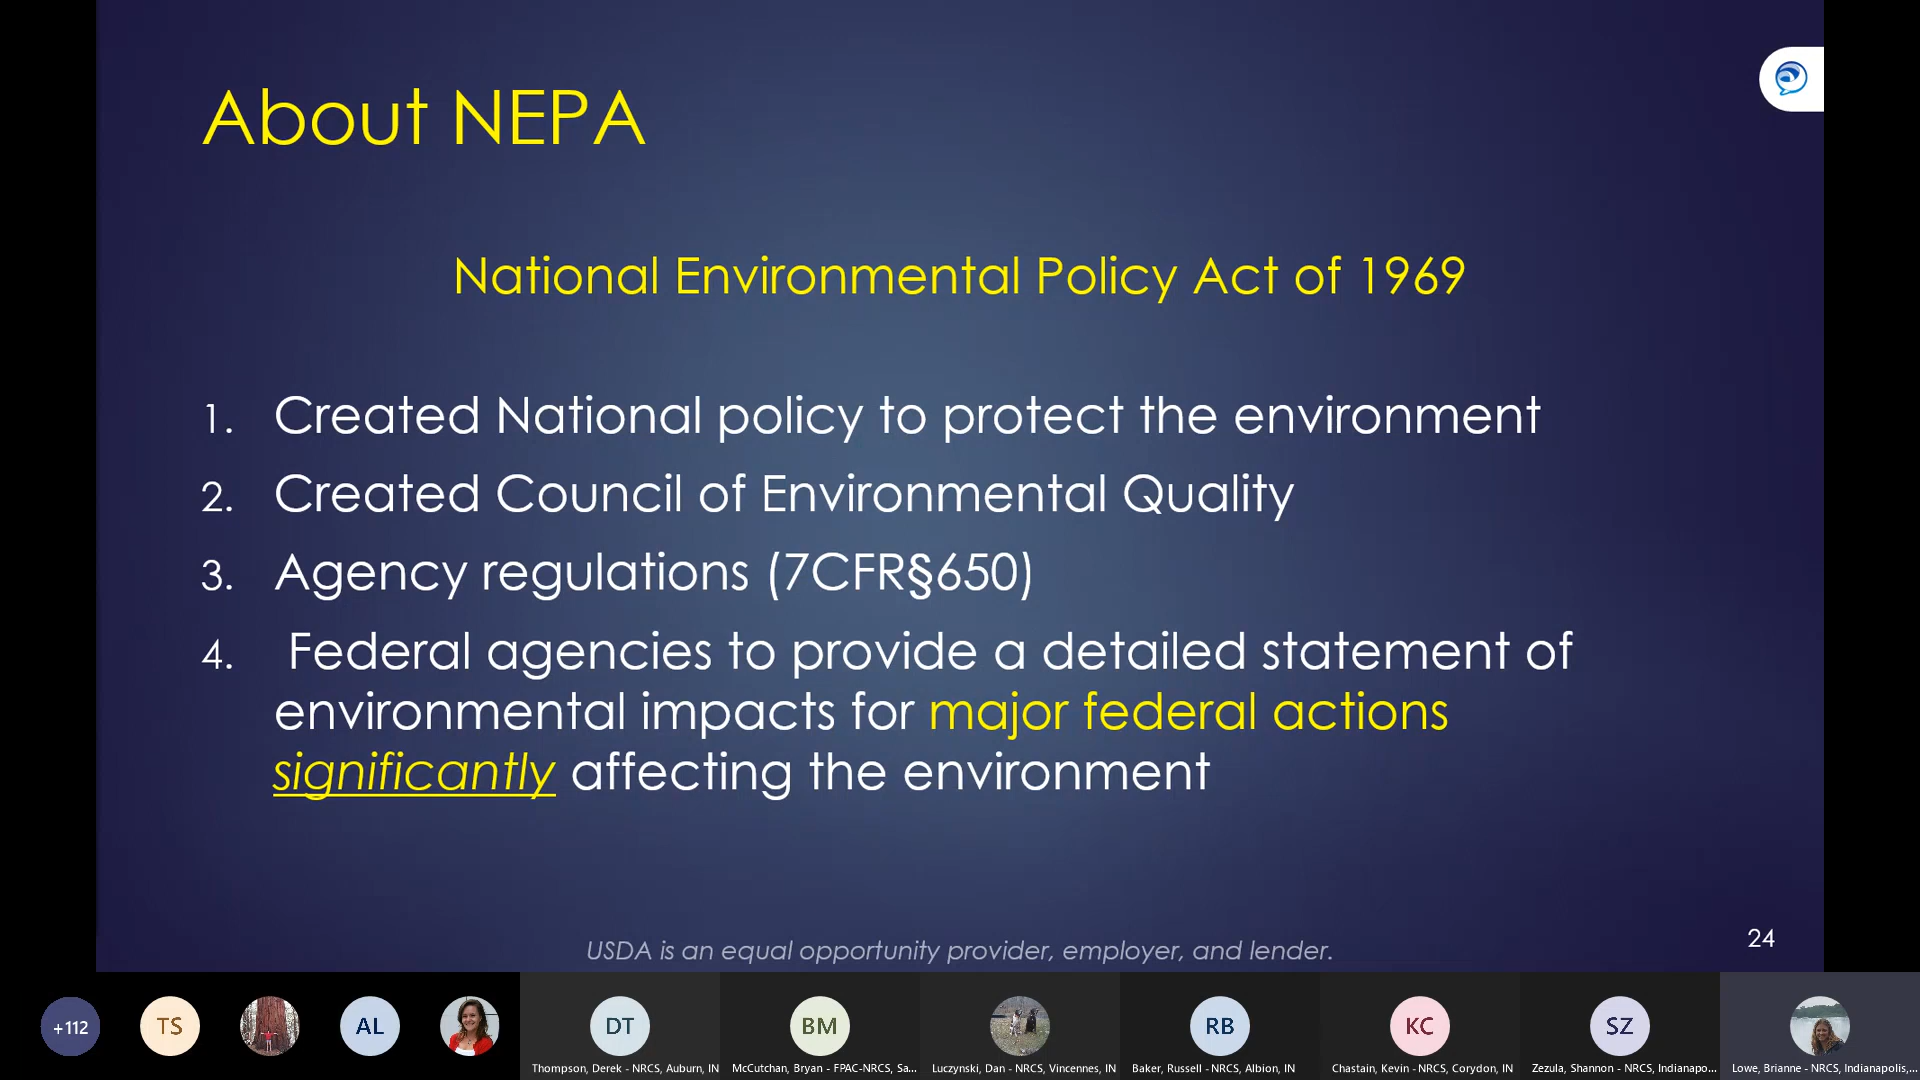 About NEPA
National Environmental Policy Act of 1969
1. Created National policy to protect the environment
2. Created Council of Environmental Quality
3. Agency regulations (7CFR§650)
4. Federal agencies to provide a detailed statement of
environmental impacts for major federal actions
significantly affecting the environment
24
USDA is an equal opportunity provider, employer, and lender.
+112
TS
AL
DT
BM
RB
KC
SZ
Thompson, Derek - NRCS, Auburn, IN
McCutchan, Bryan - FPAC-NRCS, Sa...
Luczynski, Dan - NRCS, Vincennes, IN
Baker, Russell - NRCS, Albion, IN
Chastain, Kevin - NRCS, Corydon, IN
Zezula, Shannon - NRCS, Indianapo...
Lowe, Brianne - NRCS, Indianapolis,...